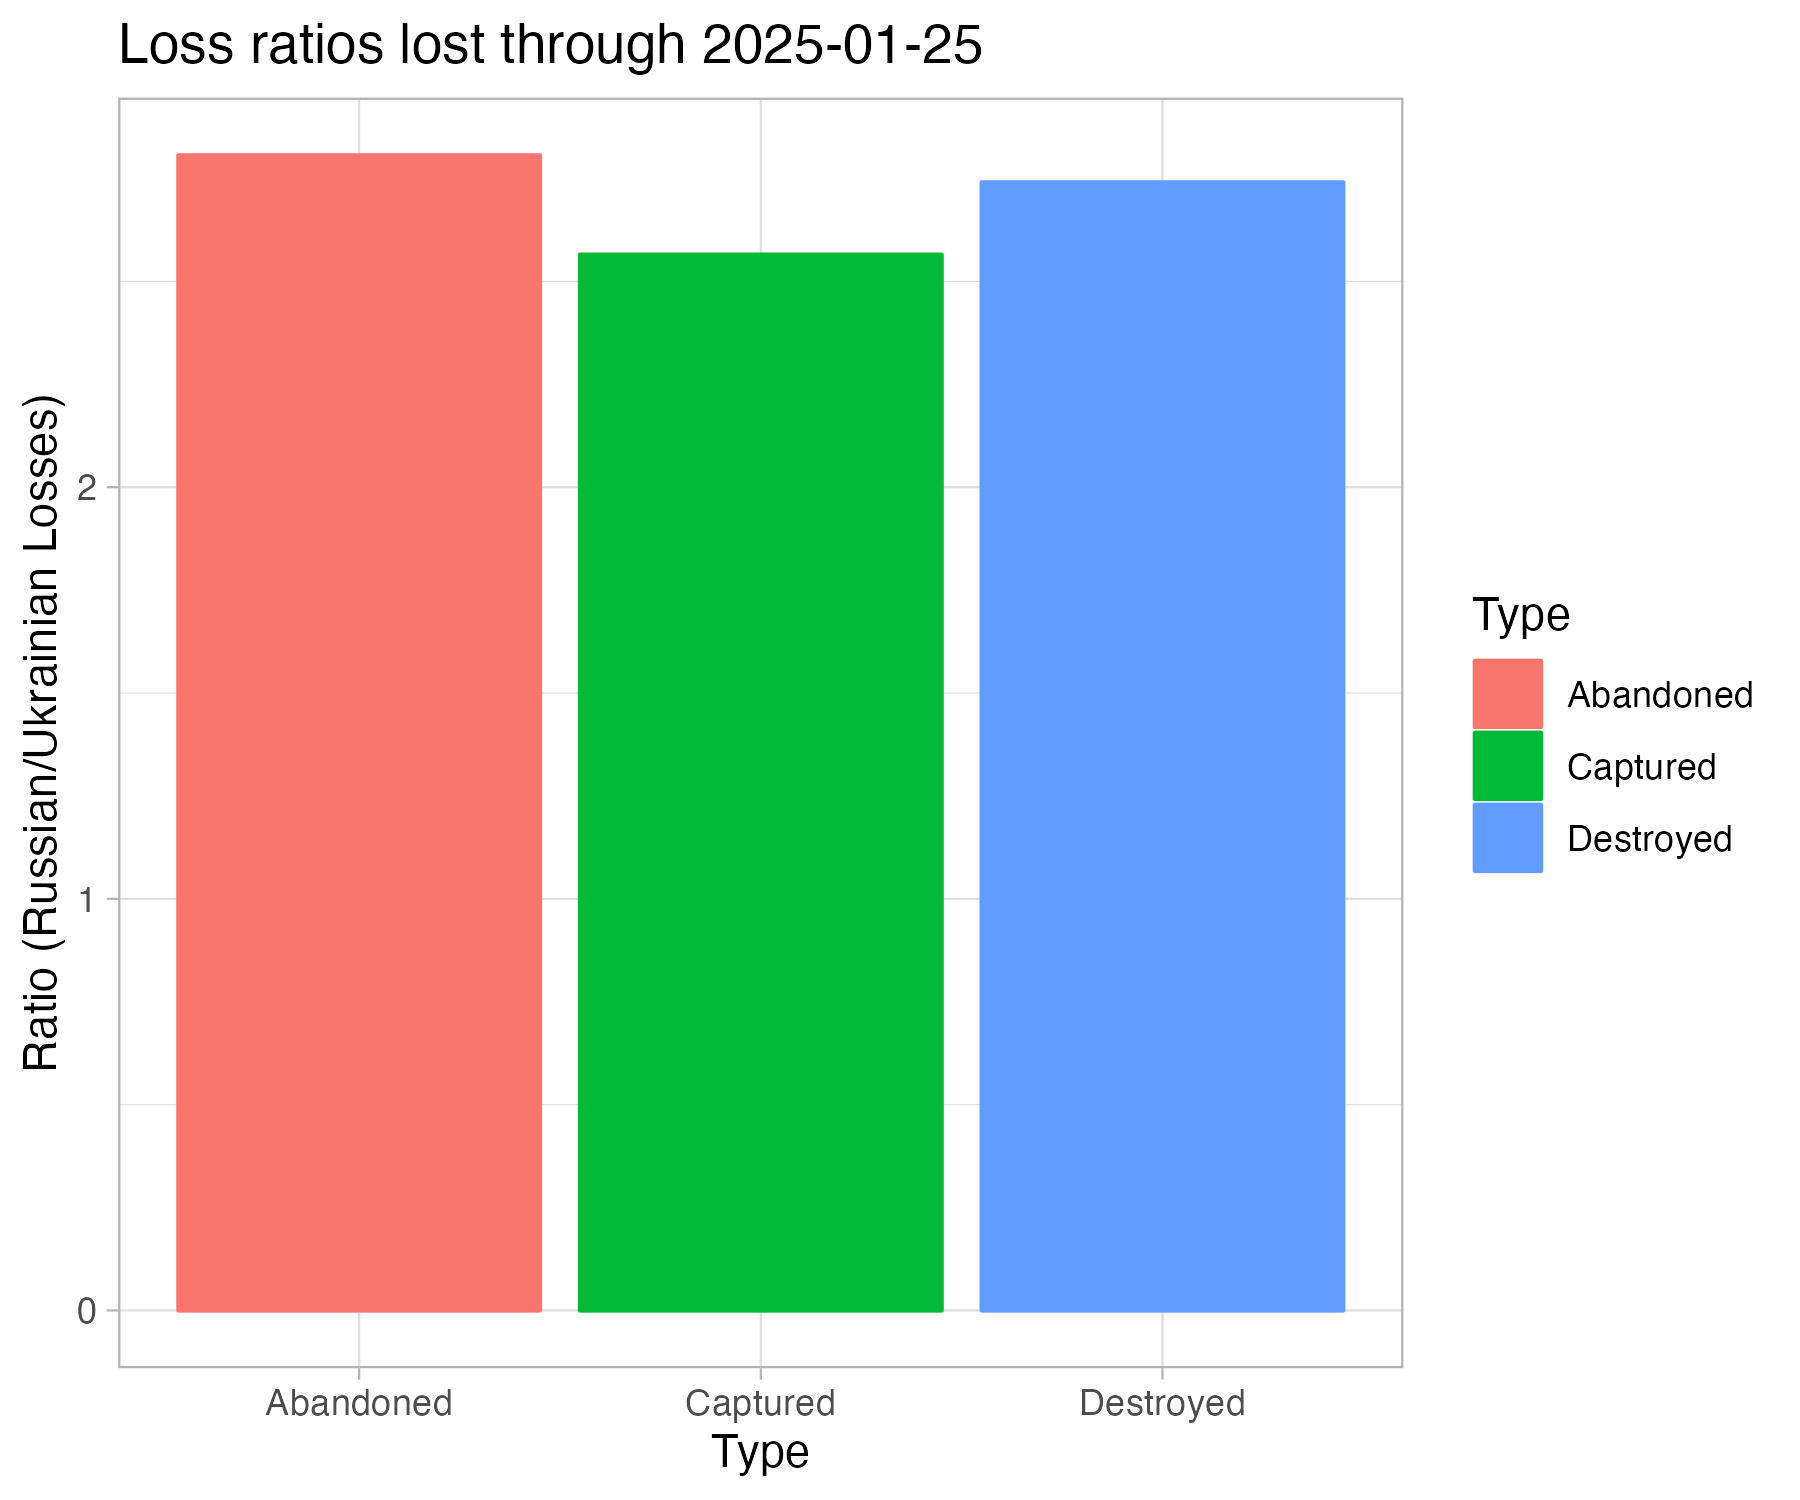 Loss ratios lost through 2025-01-25
Ratio (Russian/Ukrainian Losses)
2
1
0
Abandoned
Captured
Destroyed
Type
Type
Abandoned
Captured
Destroyed